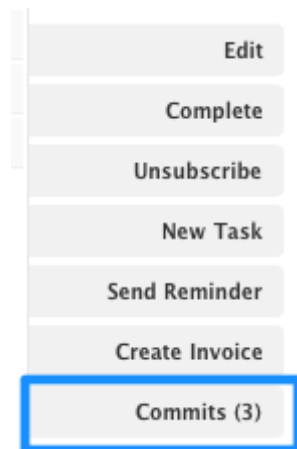 Edit
Complete
Unsubscribe
New Task
Send Reminder
Create Invoice
Commits (3)